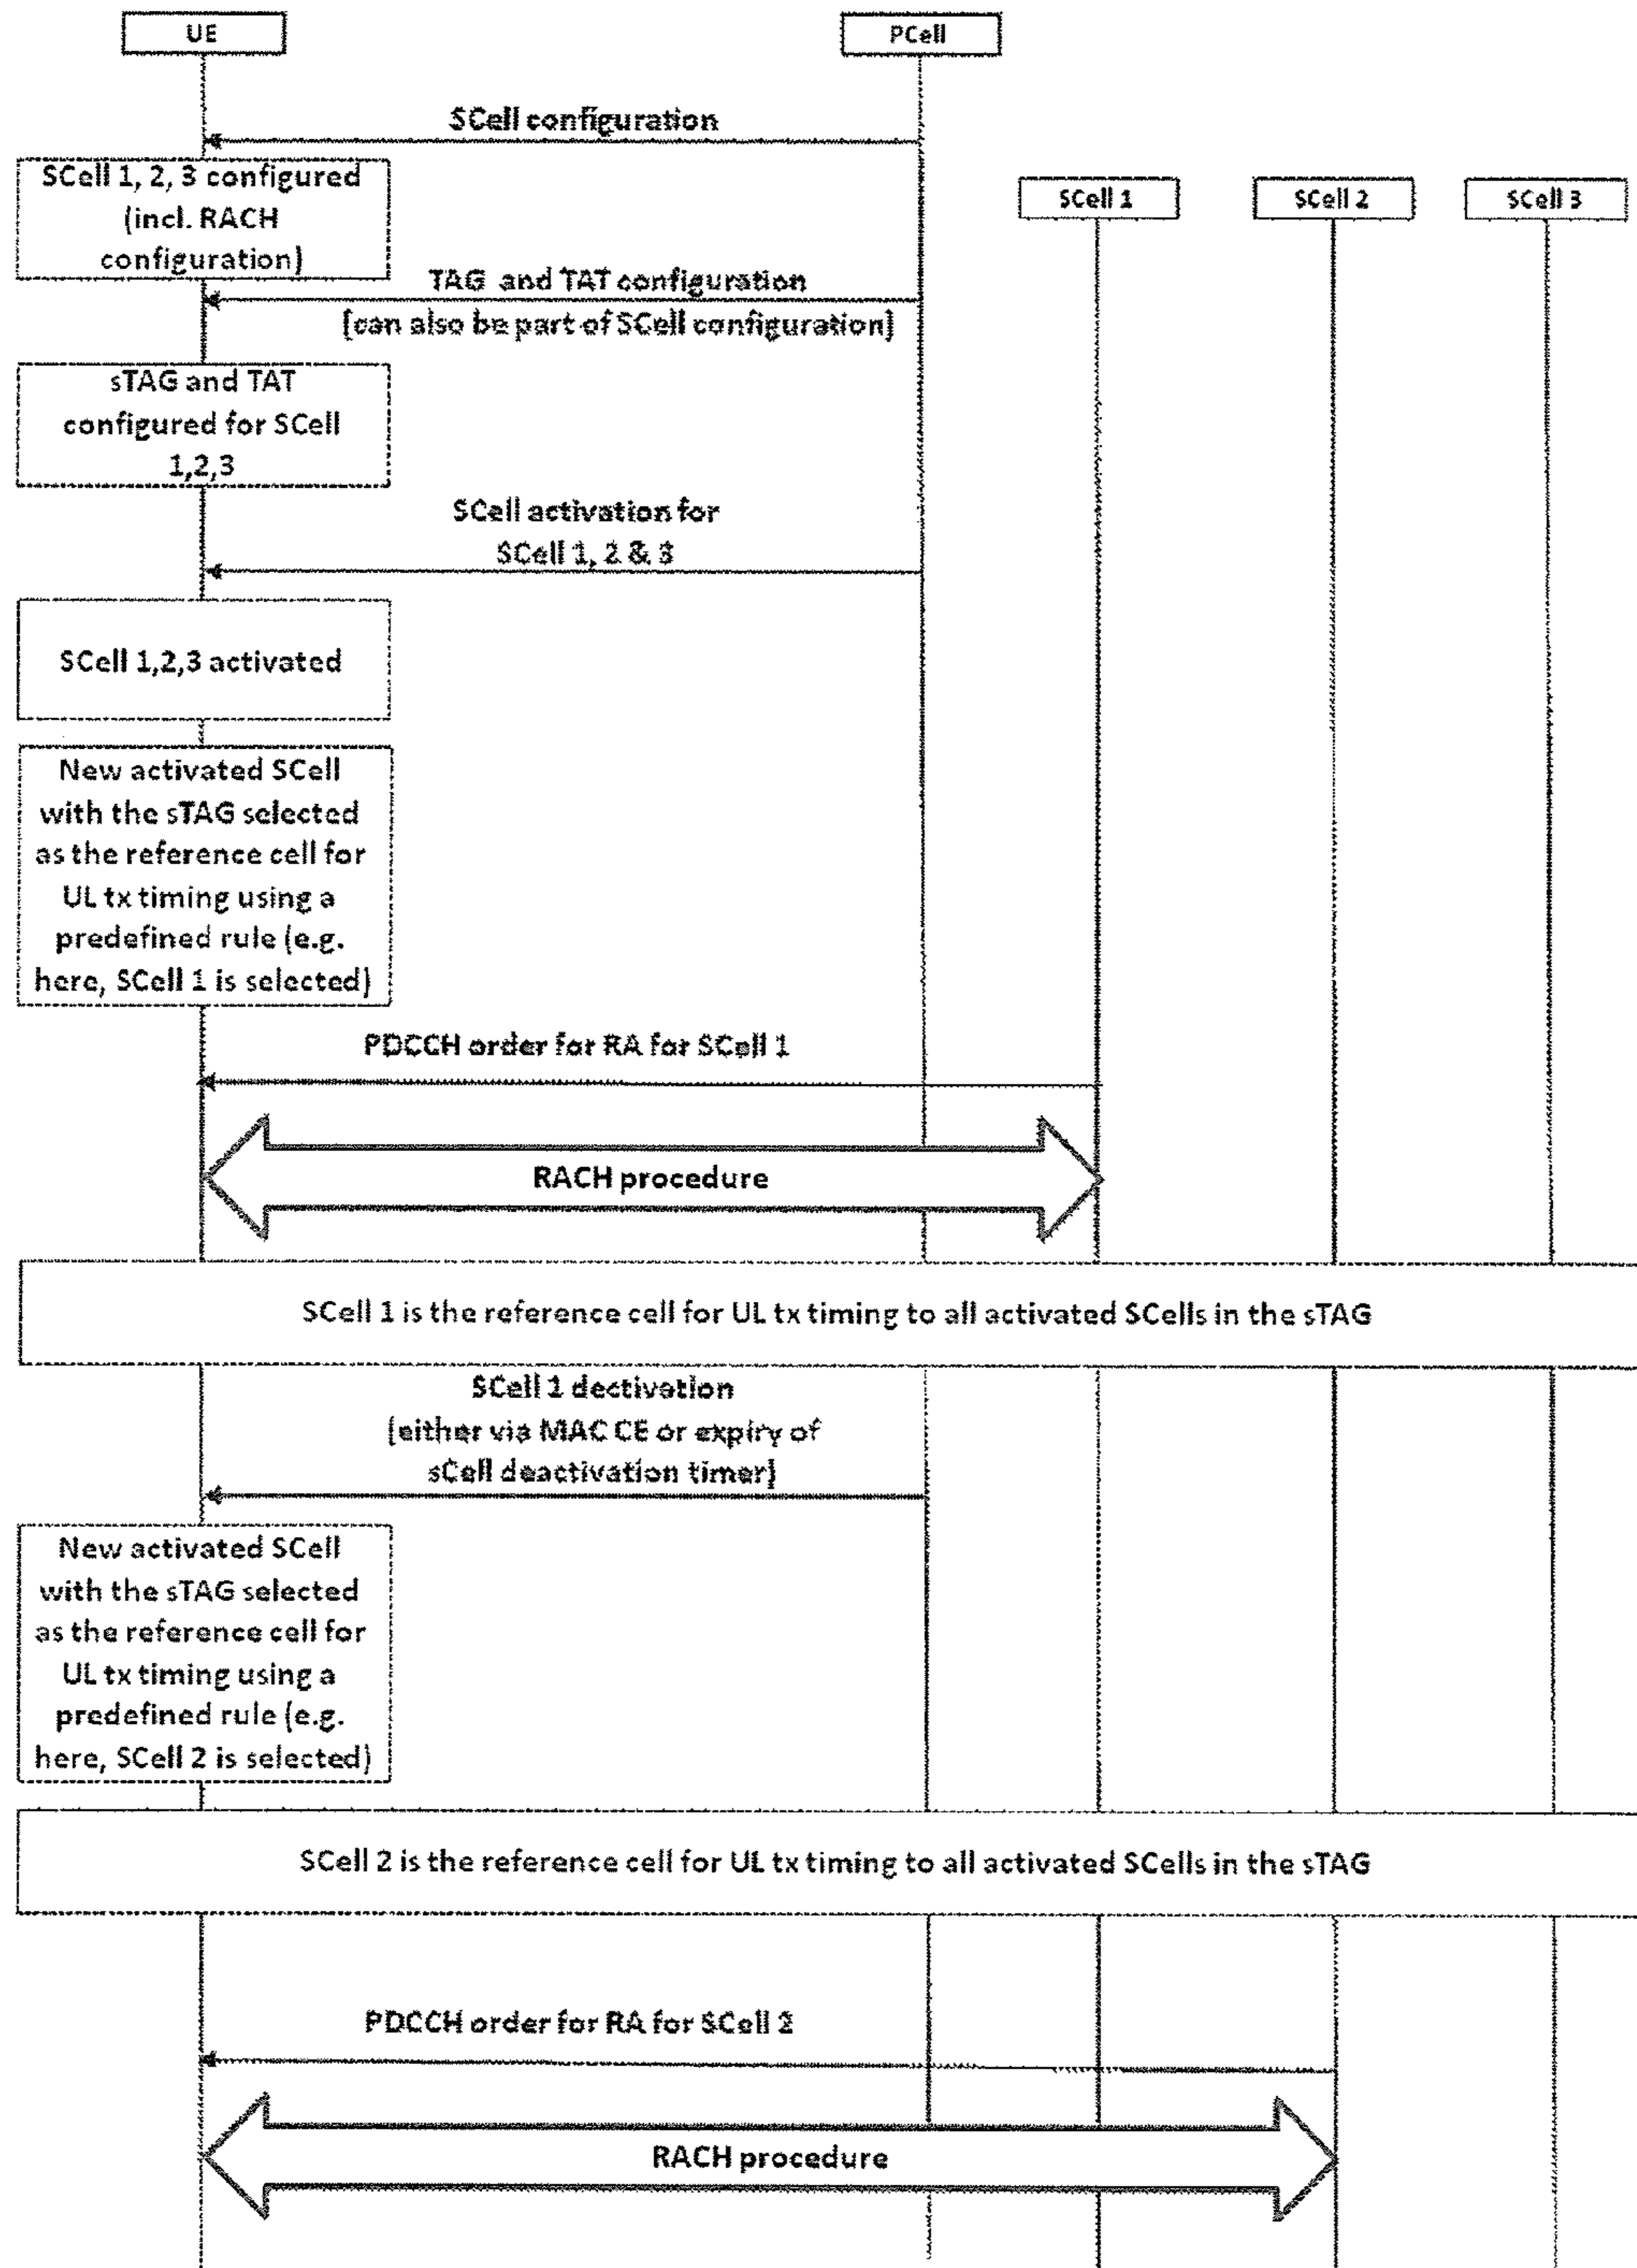 UE
PCell
SCell configuration
SCell 1, 2, 3 configured
(incl. RACH
configuration)
SCell 1
SCell 2
SCell 3
TAG and TAT configuration
[can also be part of SCell configuration]
sTAG and TAT
configured for SCell
1,2,3
SCell activation for
SCell 1, 2 & 3
SCell 1,2,3 activated
New activated SCell
with the sTAG selected
as the reference cell for
UL tx timing using a
predefined rule (e.g.
here, SCell 1 is selected)
PDCCH order for RA for SCell 1
RACH procedure
SCell 1 is the reference cell for UL tx timing to all activated SCells in the sTAG
SCell 1 dectivation
[either via MAC CE or expiry of
sCell deactivation timer]
New activated SCell
with the sTAG selected
as the reference cell for
UL tx timing using a
predefined rule (e.g.
here, SCell 2 is selected)
SCell 2 is the reference cell for UL tx timing to all activated SCells in the sTAG
PDCCH order for RA for SCell 2
RACH procedure